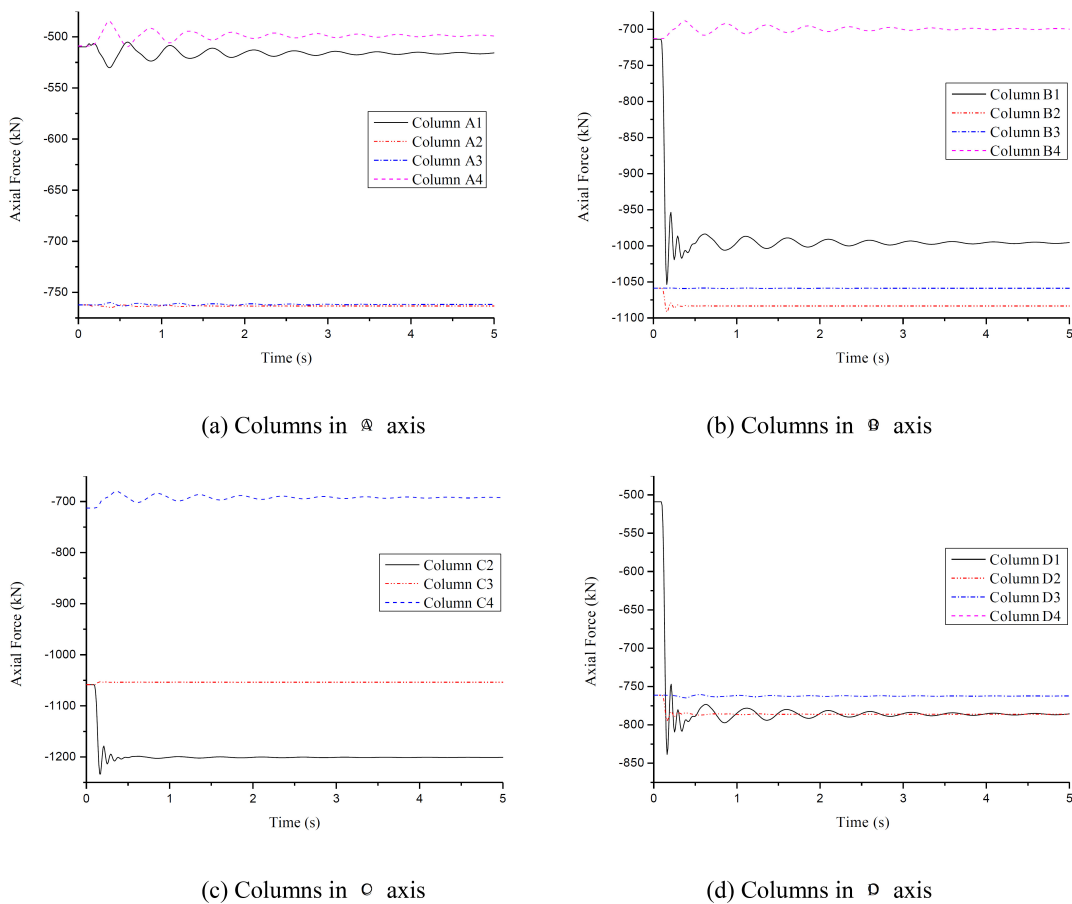 -500
-550
-600
-650
-700
-750
0 1 2 3 4 5
Axial Force (kN)
Time (s)
Column A1
Column A2
Column A3
Column A4
(a) Columns in Ⓐ axis
-700
-750
-800
-850
-900
-950
-1000
-1050
-1100
0 1 2 3 4 5
Axial Force (kN)
Time (s)
Column B1
Column B2
Column B3
Column B4
(b) Columns in Ⓑ axis
-700
-800
-900
-1000
-1100
-1200
0 1 2 3 4 5
Axial Force (kN)
Time (s)
Column C2
Column C3
Column C4
(c) Columns in Ⓒ axis
-500
-550
-600
-650
-700
-750
-800
-850
0 1 2 3 4 5
Axial Force (kN)
Time (s)
Column D1
Column D2
Column D3
Column D4
(d) Columns in Ⓓ axis